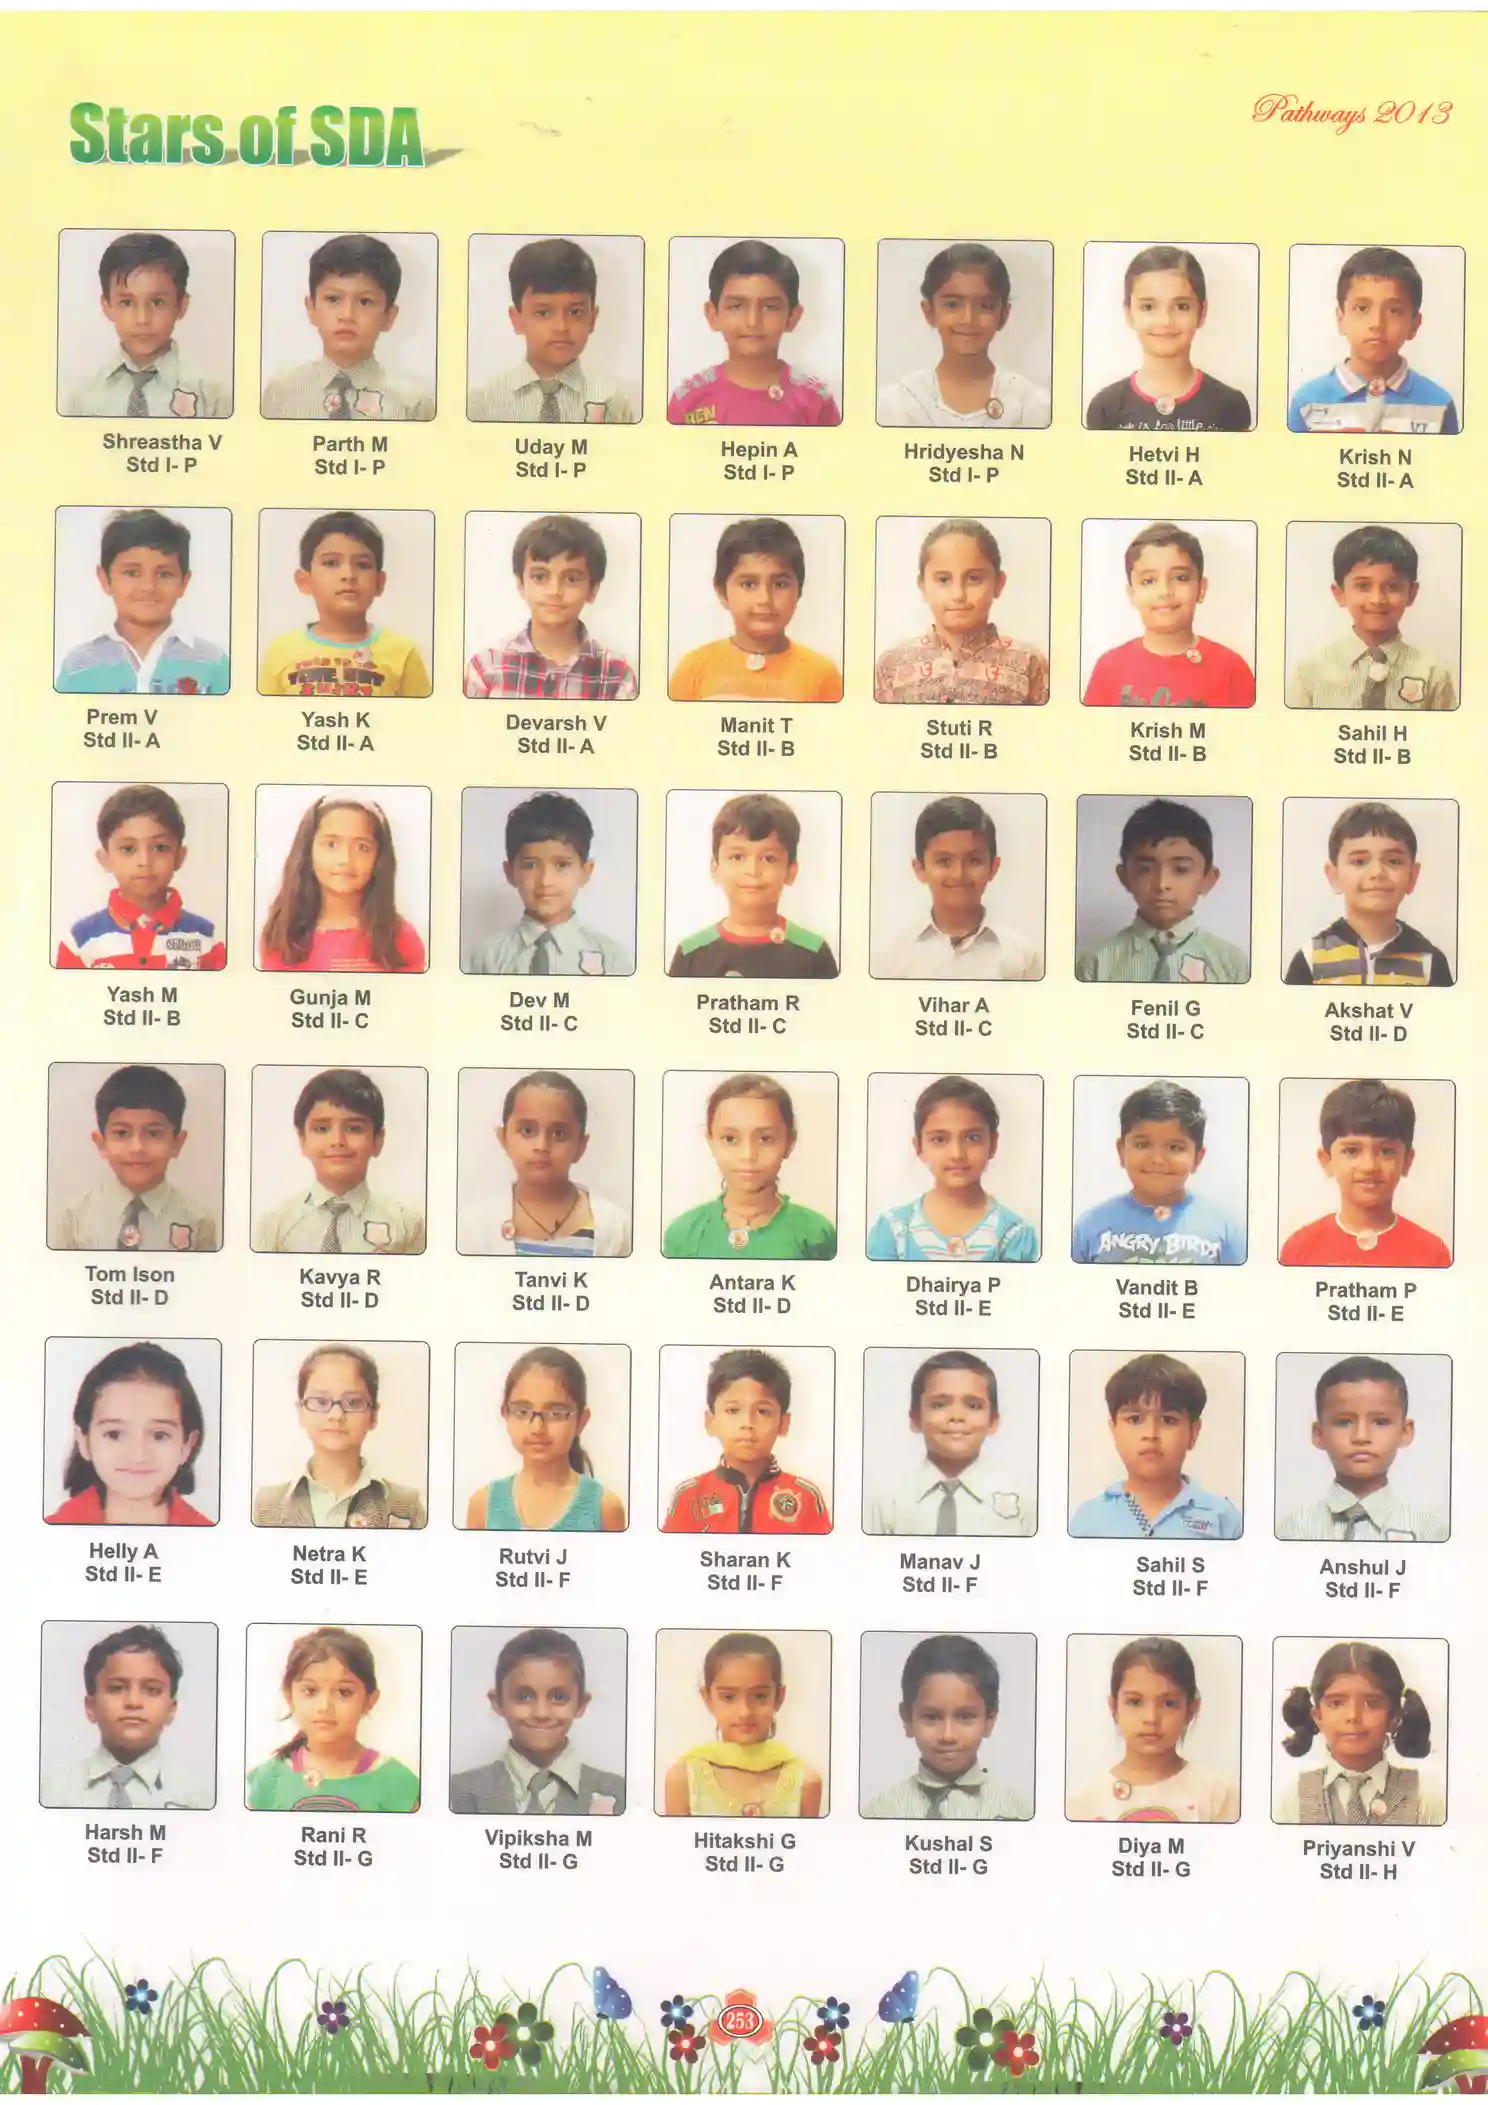 Stars of SDA
Pathways 2013
Shreastha V
Std I- P
Parth M
Std I- P
Uday M
Std I- P
Hepin A
Std I- P
Hridyesha N
Std I- P
Hetvi H
Std II- A
Krish N
Std II- A
Prem V
Std II- A
Yash K
Std II- A
Devarsh V
Std II- A
Manit T
Std II- B
Stuti R
Std II- B
Krish M
Std II- B
Sahil H
Std II- B
Yash M
Std II- B
Gunja M
Std II- C
Dev M
Std II- C
Pratham R
Std II- C
Vihar A
Std II- C
Fenil G
Std II- C
Akshat V
Std II- D
Tom Ison
Std II- D
Kavya R
Std II- D
Tanvi K
Std II- D
Antara K
Std II- D
Dhairya P
Std II- E
ANGRY BIRDS
Vandit B
Std II- E
Pratham P
Std II- E
Helly A
Std II- E
Netra K
Std II- E
Rutvi J
Std II- F
Sharan K
Std II- F
Manav J
Std II- F
Sahil S
Std II- F
Anshul J
Std II- F
Harsh M
Std II- F
Rani R
Std II- G
Vipiksha M
Std II- G
Hitakshi G
Std II- G
Kushal S
Std II- G
Diya M
Std II- G
Priyanshi V
Std II- H
253